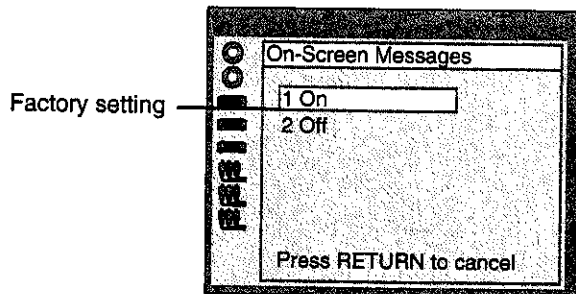 On-Screen Messages
Factory setting
1 On
2 Off
Press RETURN to cancel